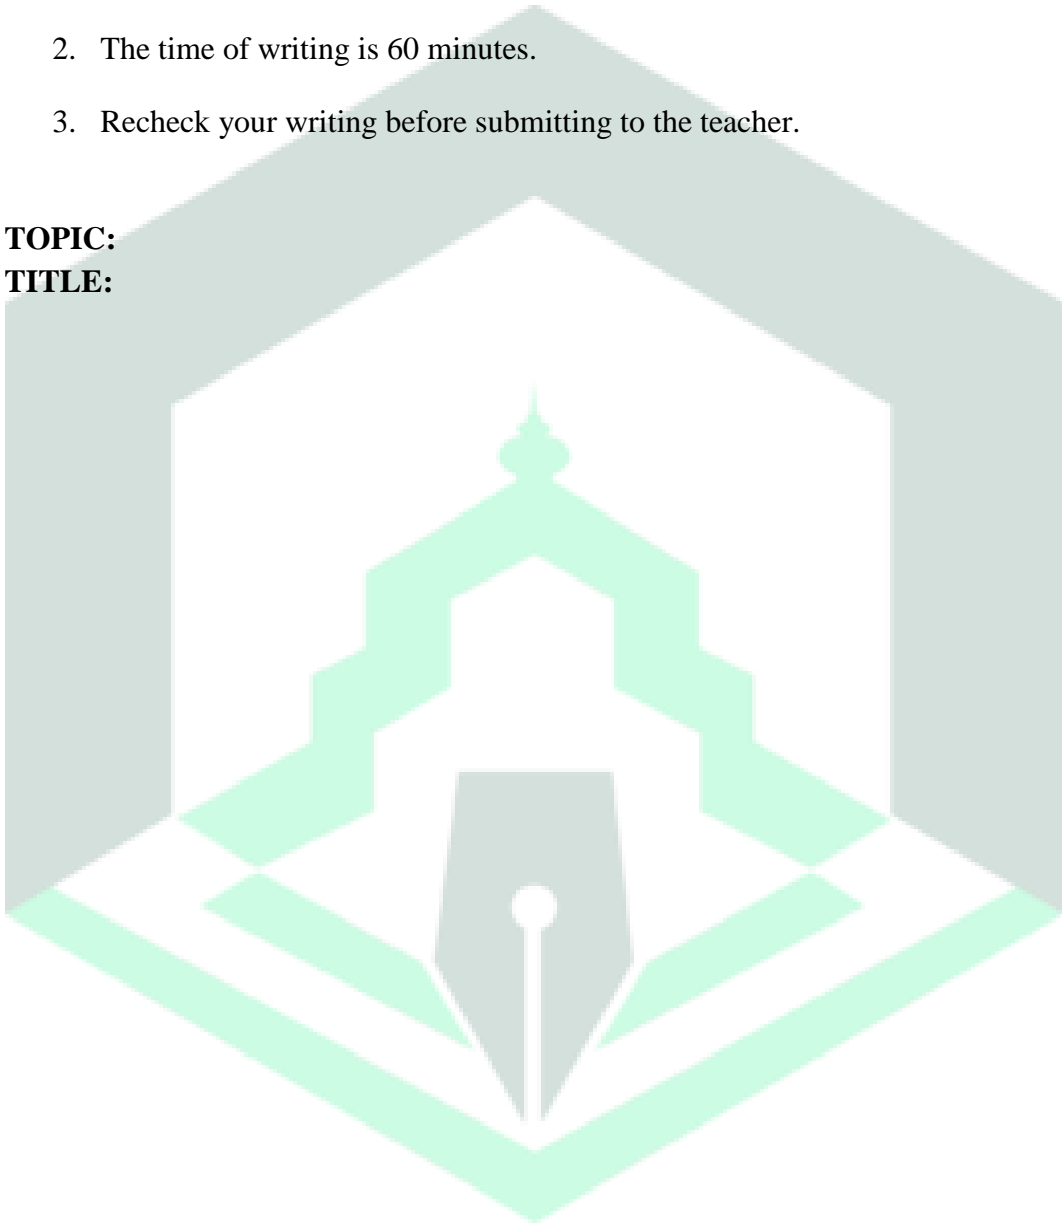 2. The time of writing is 60 minutes.
3. Recheck your writing before submitting to the teacher.
TOPIC:
TITLE: